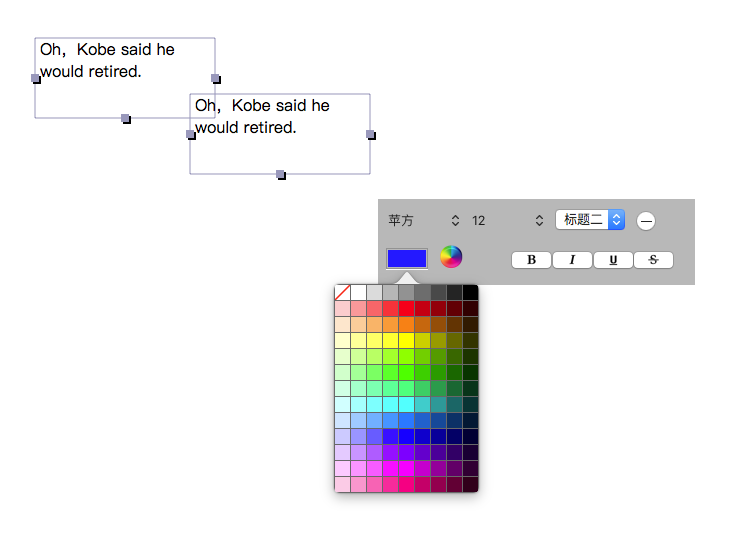 Oh，Kobe said he
would retired.
Oh，Kobe said he
would retired.
苹方 12 标题二
B I U S